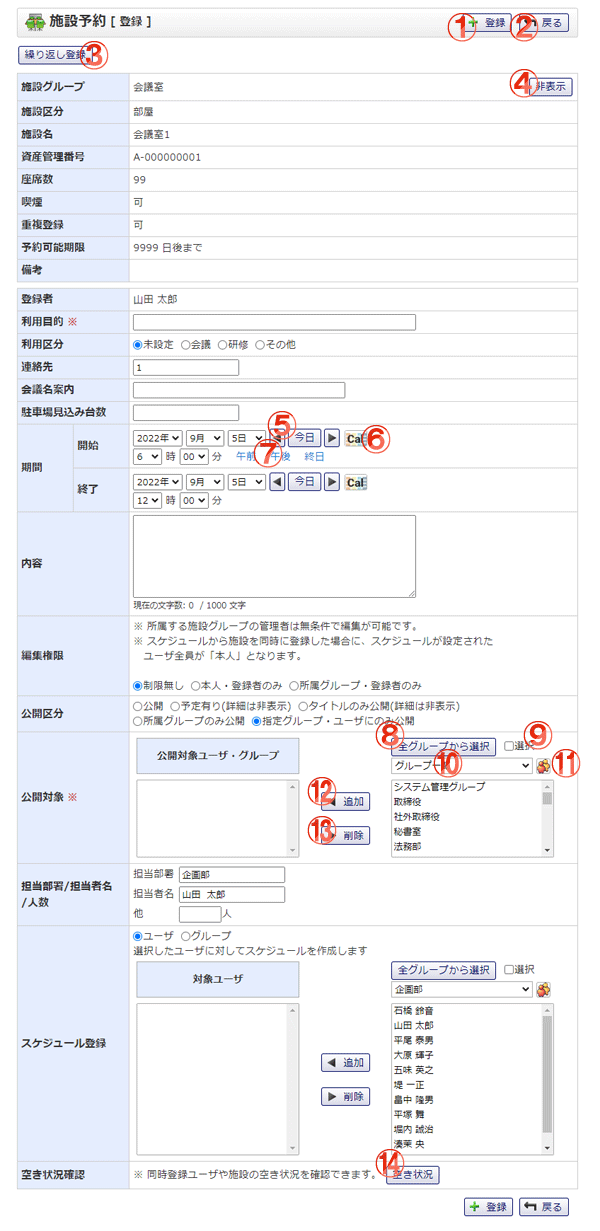 施設予約 [ 登録 ] ① 登録 ② 戻る
繰り返し登録 ③
施設グループ 会議室 ④ 非表示
施設区分 部屋
施設名 会議室1
資産管理番号 A-000000001
座席数 99
喫煙 可
重複登録 可
予約可能期限 9999 日後まで
備考
登録者 山田 太郎
利用目的 ※
利用区分 未設定 会議 研修 その他
連絡先 1
会議名案内
駐車場見込み台数
期間 開始 2022年 9月 5日 ⑤ 今日 Cal ⑥
6 時 00 分 午前 ⑦ 午後 終日
終了 2022年 9月 5日 今日 Cal
12 時 00 分
内容
現在の文字数: 0 / 1000 文字
編集権限
※ 所属する施設グループの管理者は無条件で編集が可能です。
※ スケジュールから施設を同時に登録した場合に、スケジュールが設定された
ユーザ全員が「本人」となります。
制限無し 本人・登録者のみ 所属グループ・登録者のみ
公開区分 公開 予定有り(詳細は非表示) タイトルのみ公開(詳細は非表示)
所属グループのみ公開 指定グループ・ユーザにのみ公開
公開対象 ※
公開対象ユーザ・グループ ⑧ 全グループから選択 選択 ⑨
グループ ⑩ ⑪
⑫ 追加
⑬ 削除
システム管理グループ
取締役
社外取締役
秘書室
法務部
担当部署/担当者名
/人数
担当部署 企画部
担当者名 山田 太郎
他 人
スケジュール登録
ユーザ グループ
選択したユーザに対してスケジュールを作成します
対象ユーザ 全グループから選択 選択
企画部
追加
削除
石橋 鈴音
山田 太郎
平尾 泰男
大原 輝子
五味 英之
堤 一正
畠中 隆男
平塚 舞
堀内 誠治
湊 茉央
空き状況確認 ※ 同時登録ユーザや施設の空き状況を確認できます。 ⑭ 空き状況
登録 戻る